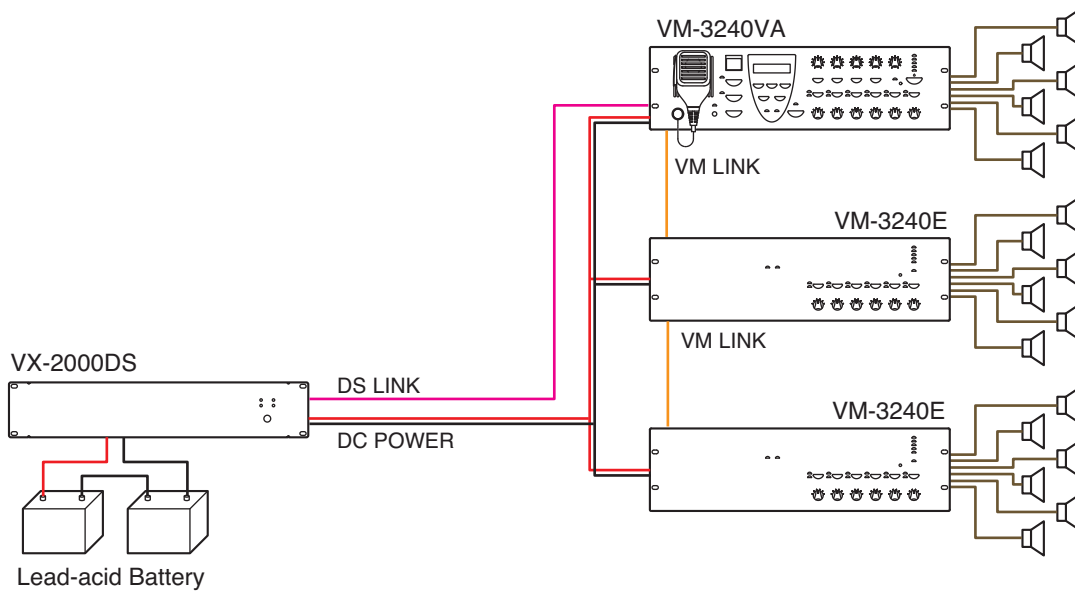 VM-3240VA
VM LINK
VM-3240E
VM LINK
VX-2000DS
DS LINK
VM-3240E
DC POWER
Lead-acid Battery